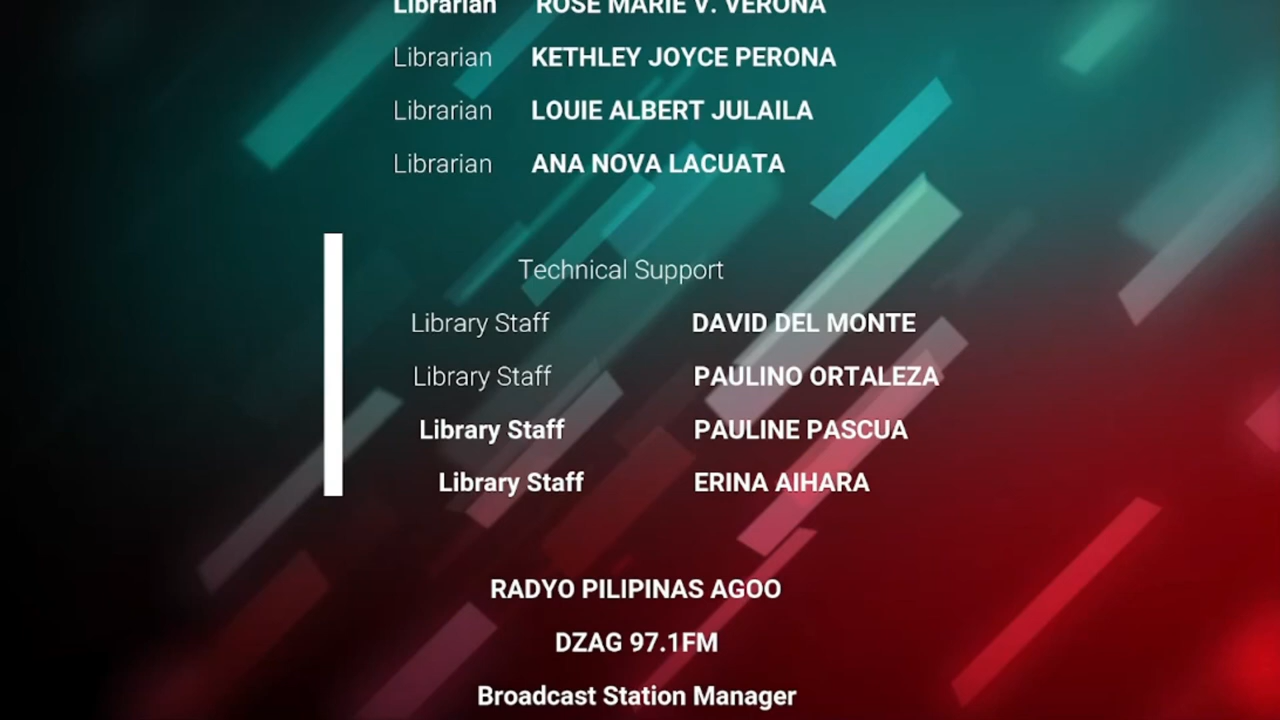 Librarian ROSE MARIE V. VERONA
Librarian KETHLEY JOYCE PERONA
Librarian LOUIE ALBERT JULAILA
Librarian ANA NOVA LACUATA
Technical Support
Library Staff DAVID DEL MONTE
Library Staff PAULINO ORTALEZA
Library Staff PAULINE PASCUA
Library Staff ERINA AIHARA
RADYO PILIPINAS AGOO
DZAG 97.1FM
Broadcast Station Manager